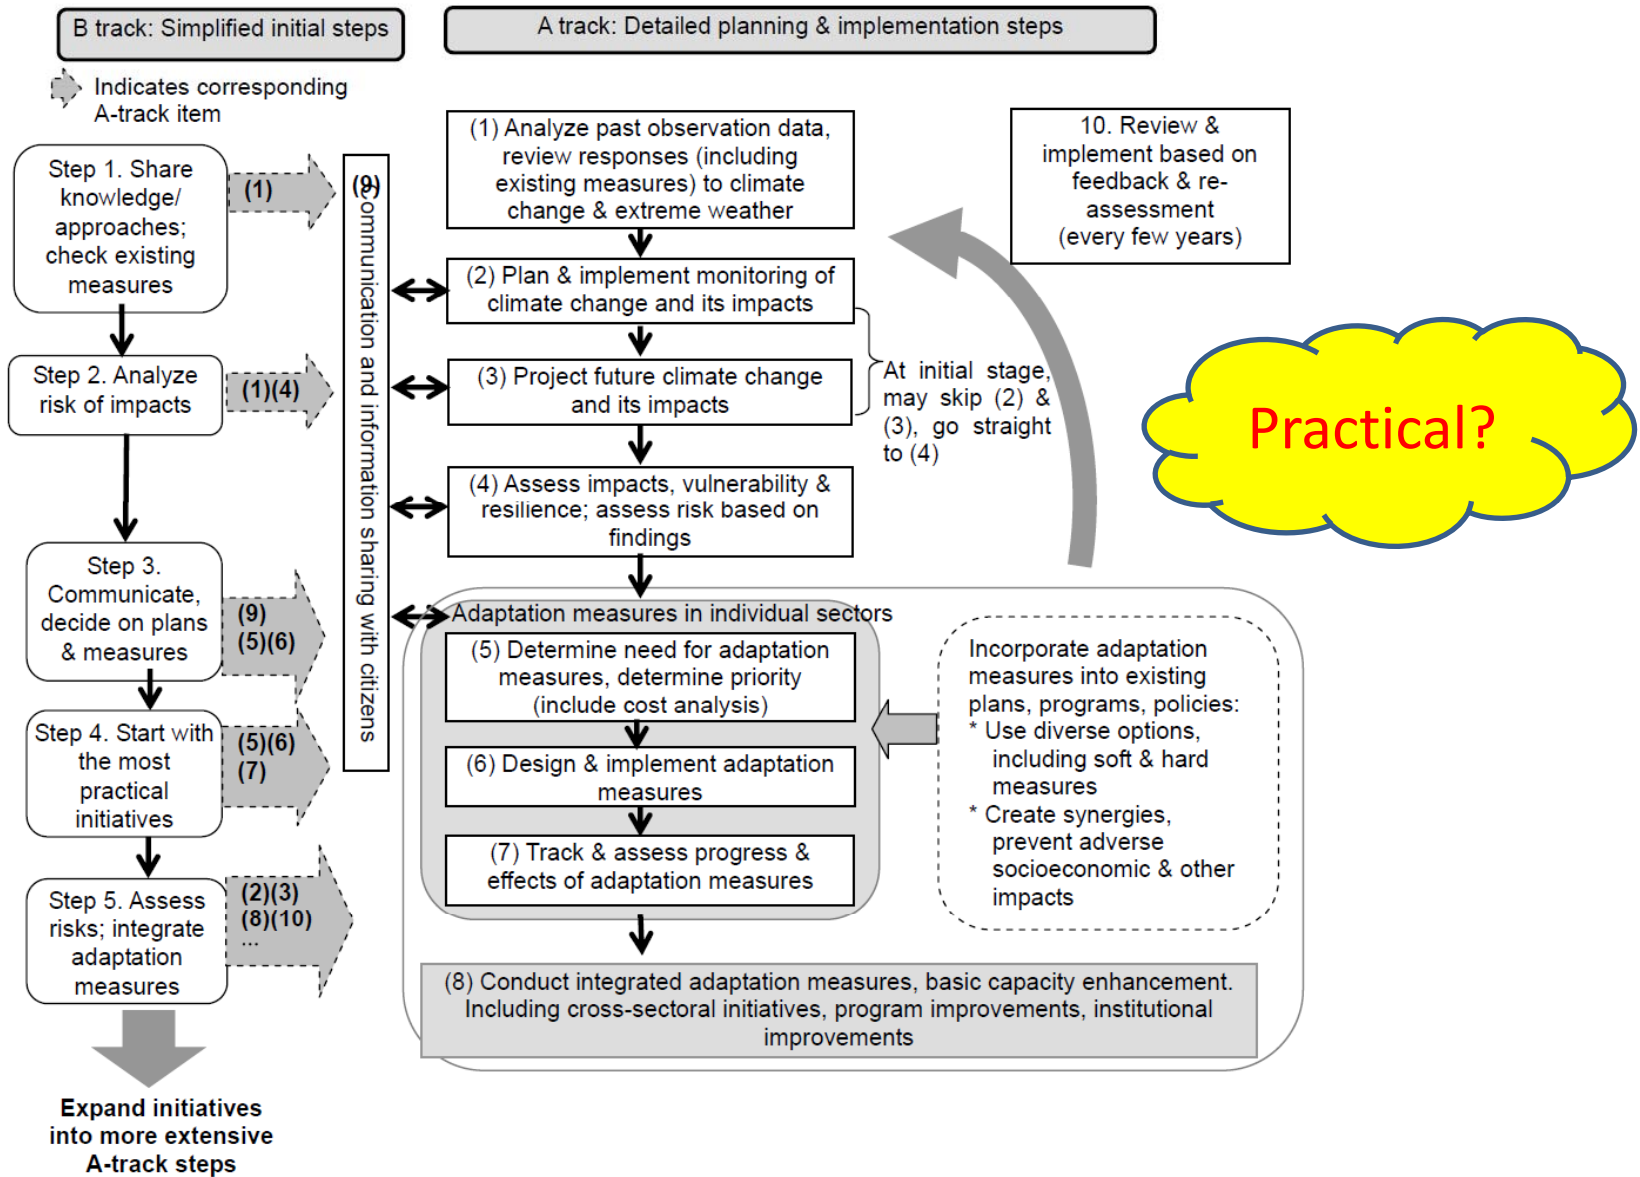 B track: Simplified initial steps
A track: Detailed planning & implementation steps
Indicates corresponding
A-track item
Step 1. Share
knowledge/
approaches;
check existing
measures
(1)
Step 2. Analyze
risk of impacts
(1)(4)
Step 3.
Communicate,
decide on plans
& measures
(9)
(5)(6)
Step 4. Start with
the most
practical
initiatives
(5)(6)
(7)
Step 5. Assess
risks; integrate
adaptation
measures
(2)(3)
(8)(10)
...
Expand initiatives
into more extensive
A-track steps
(9)
Communication and information sharing with citizens
(1) Analyze past observation data,
review responses (including
existing measures) to climate
change & extreme weather
(2) Plan & implement monitoring of
climate change and its impacts
(3) Project future climate change
and its impacts
At initial stage,
may skip (2) &
(3), go straight
to (4)
(4) Assess impacts, vulnerability &
resilience; assess risk based on
findings
Adaptation measures in individual sectors
(5) Determine need for adaptation
measures, determine priority
(include cost analysis)
(6) Design & implement adaptation
measures
(7) Track & assess progress &
effects of adaptation measures
(8) Conduct integrated adaptation measures, basic capacity enhancement.
Including cross-sectoral initiatives, program improvements, institutional
improvements
10. Review &
implement based on
feedback & re-
assessment
(every few years)
Incorporate adaptation
measures into existing
plans, programs, policies:
* Use diverse options,
including soft & hard
measures
* Create synergies,
prevent adverse
socioeconomic & other
impacts
Practical?